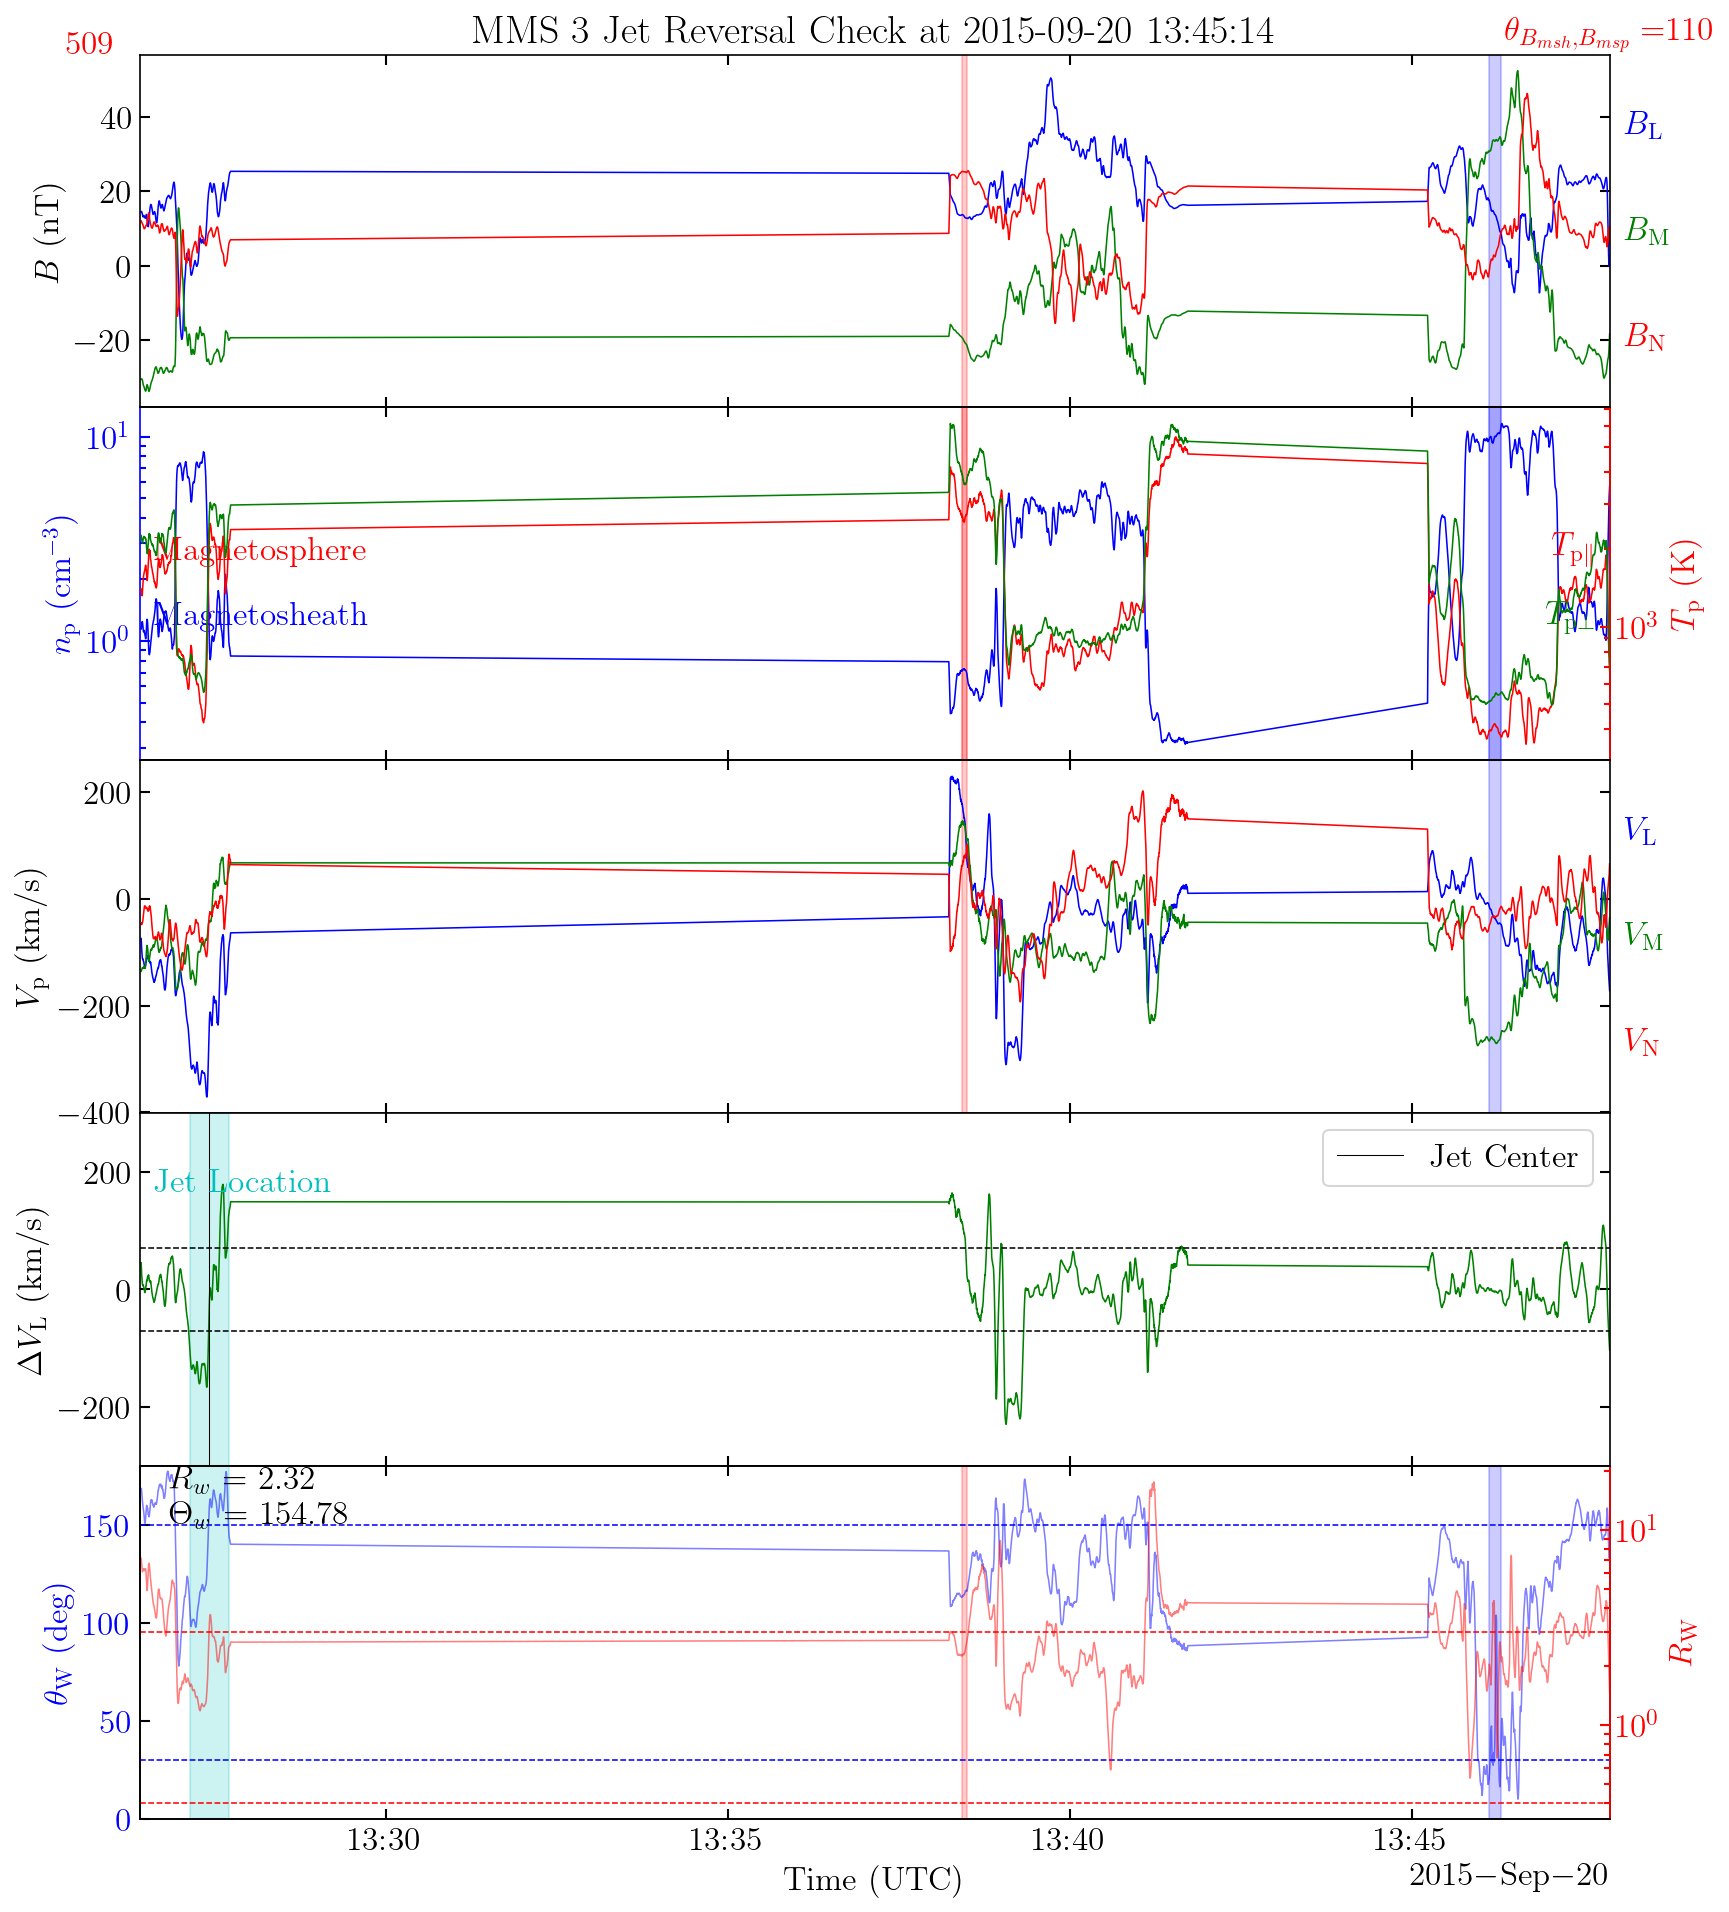 MMS 3 Jet Reversal Check at 2015-09-20 13:45:14
509
θ_{B_{msh},B_{msp}} =110
B (nT)
40
20
0
−20
B_L
B_M
B_N
n_p (cm^{−3})
10^1
10^0
Magnetosphere
Magnetosheath
T_{p∥}
T_{p⊥}
10^3
T_p (K)
V_p (km/s)
200
0
−200
−400
V_L
V_M
V_N
ΔV_L (km/s)
200
0
−200
Jet Location
Jet Center
R_w = 2.32
Θ_w = 154.78
θ_W (deg)
150
100
50
0
10^1
10^0
R_W
13:30 13:35 13:40 13:45
Time (UTC)
2015−Sep−20